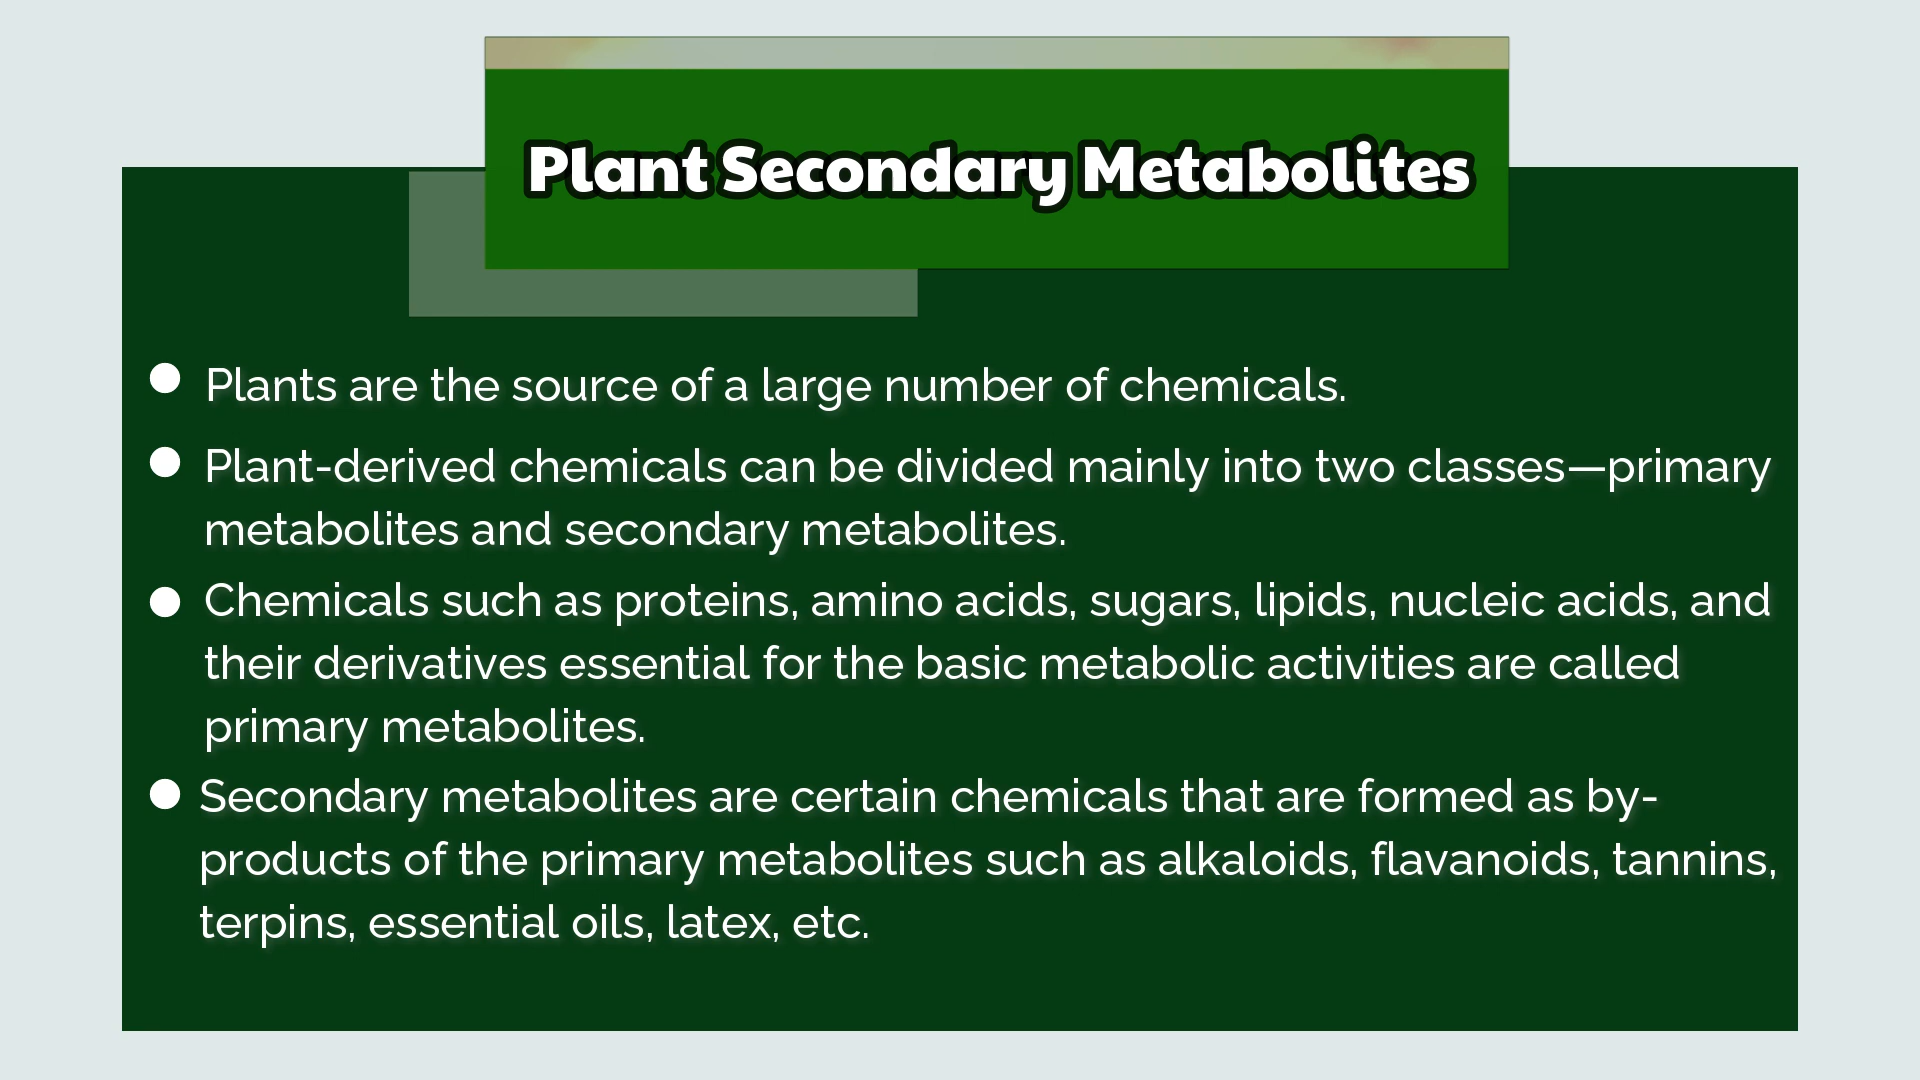 Plant Secondary Metabolites
● Plants are the source of a large number of chemicals.
● Plant-derived chemicals can be divided mainly into two classes—primary
metabolites and secondary metabolites.
● Chemicals such as proteins, amino acids, sugars, lipids, nucleic acids, and
their derivatives essential for the basic metabolic activities are called
primary metabolites.
● Secondary metabolites are certain chemicals that are formed as by-
products of the primary metabolites such as alkaloids, flavanoids, tannins,
terpins, essential oils, latex, etc.